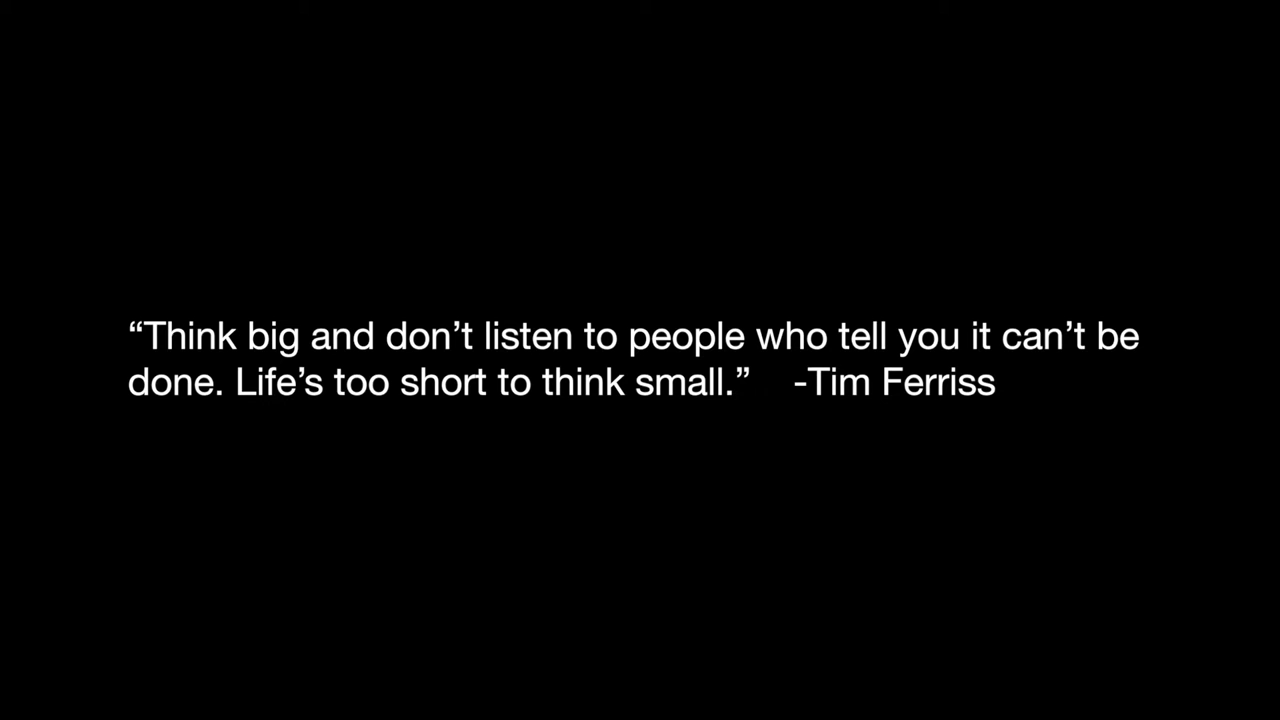 “Think big and don’t listen to people who tell you it can’t be
done. Life’s too short to think small.” -Tim Ferriss